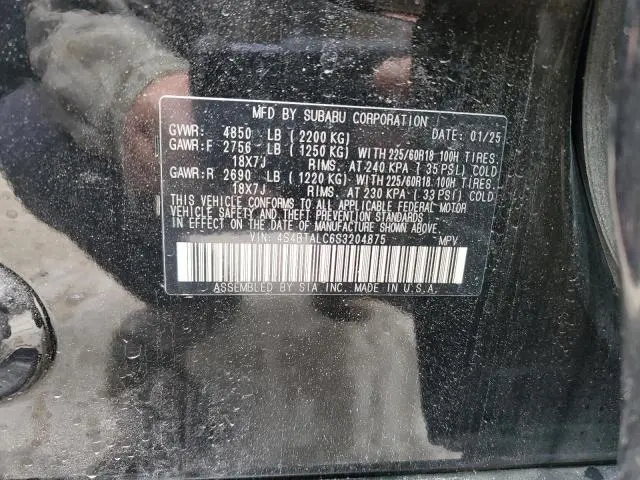 MFD BY SUBARU CORPORATION
GVWR: 4850 LB (2200 KG) DATE: 01/25
GAWR: F 2756 LB (1250 KG) WITH 225/60R18 100H TIRES.
18X7J RIMS. AT 240 KPA (35 PSI) COLD
GAWR: R 2690 LB (1220 KG) WITH 225/60R18 100H TIRES.
18X7J RIMS. AT 230 KPA (33 PSI) COLD
THIS VEHICLE CONFORMS TO ALL APPLICABLE FEDERAL MOTOR
VEHICLE SAFETY AND THEFT PREVENTION STANDARDS
IN EFFECT ON THE DATE OF MANUFACTURE SHOWN ABOVE.
VIN: 4S4BTALC6S3204875 MPV
ASSEMBLED BY SIA INC. MADE IN U.S.A.